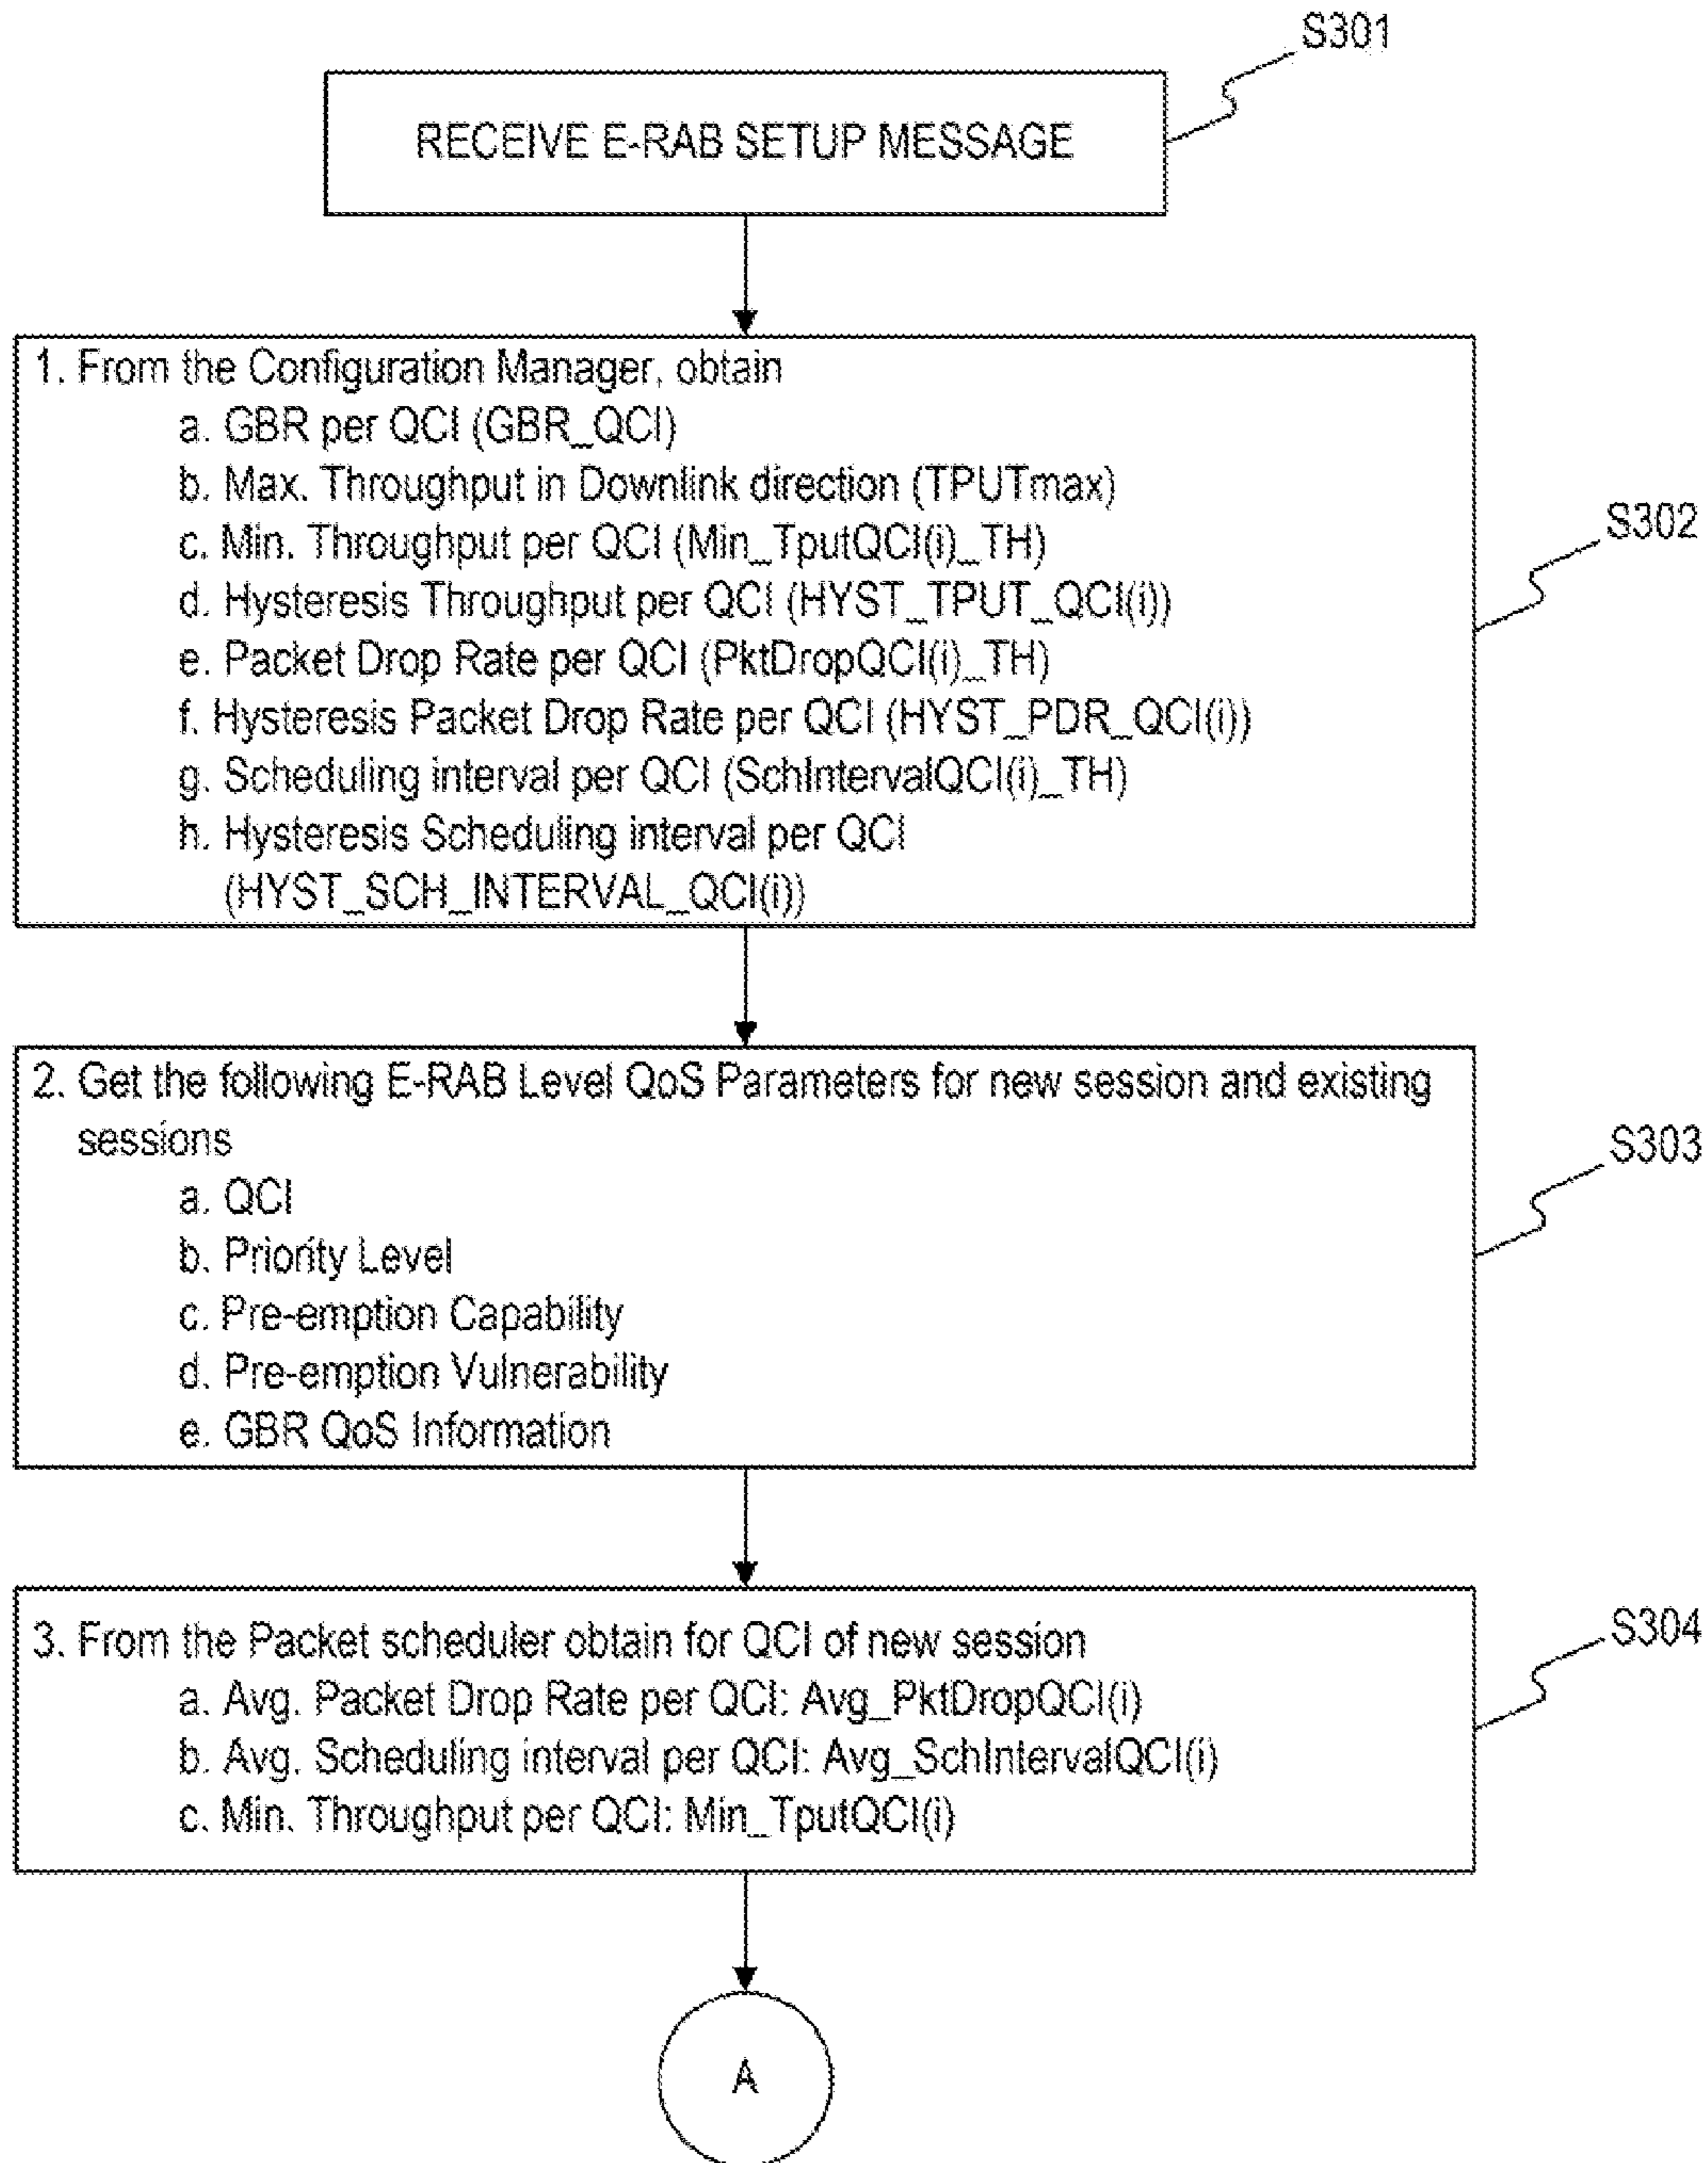 S301
RECEIVE E-RAB SETUP MESSAGE
1. From the Configuration Manager, obtain
a. GBR per QCI (GBR_QCI)
b. Max. Throughput in Downlink direction (TPUTmax)
c. Min. Throughput per QCI (Min_TputQCI(i)_TH)
d. Hysteresis Throughput per QCI (HYST_TPUT_QCI(i))
e. Packet Drop Rate per QCI (PktDropQCI(i)_TH)
f. Hysteresis Packet Drop Rate per QCI (HYST_PDR_QCI(i))
g. Scheduling interval per QCI (SchIntervalQCI(i)_TH)
h. Hysteresis Scheduling interval per QCI
(HYST_SCH_INTERVAL_QCI(i))
S302
2. Get the following E-RAB Level QoS Parameters for new session and existing
sessions
a. QCI
b. Priority Level
c. Pre-emption Capability
d. Pre-emption Vulnerability
e. GBR QoS Information
S303
3. From the Packet scheduler obtain for QCI of new session
a. Avg. Packet Drop Rate per QCI: Avg_PktDropQCI(i)
b. Avg. Scheduling interval per QCI: Avg_SchIntervalQCI(i)
c. Min. Throughput per QCI: Min_TputQCI(i)
S304
A